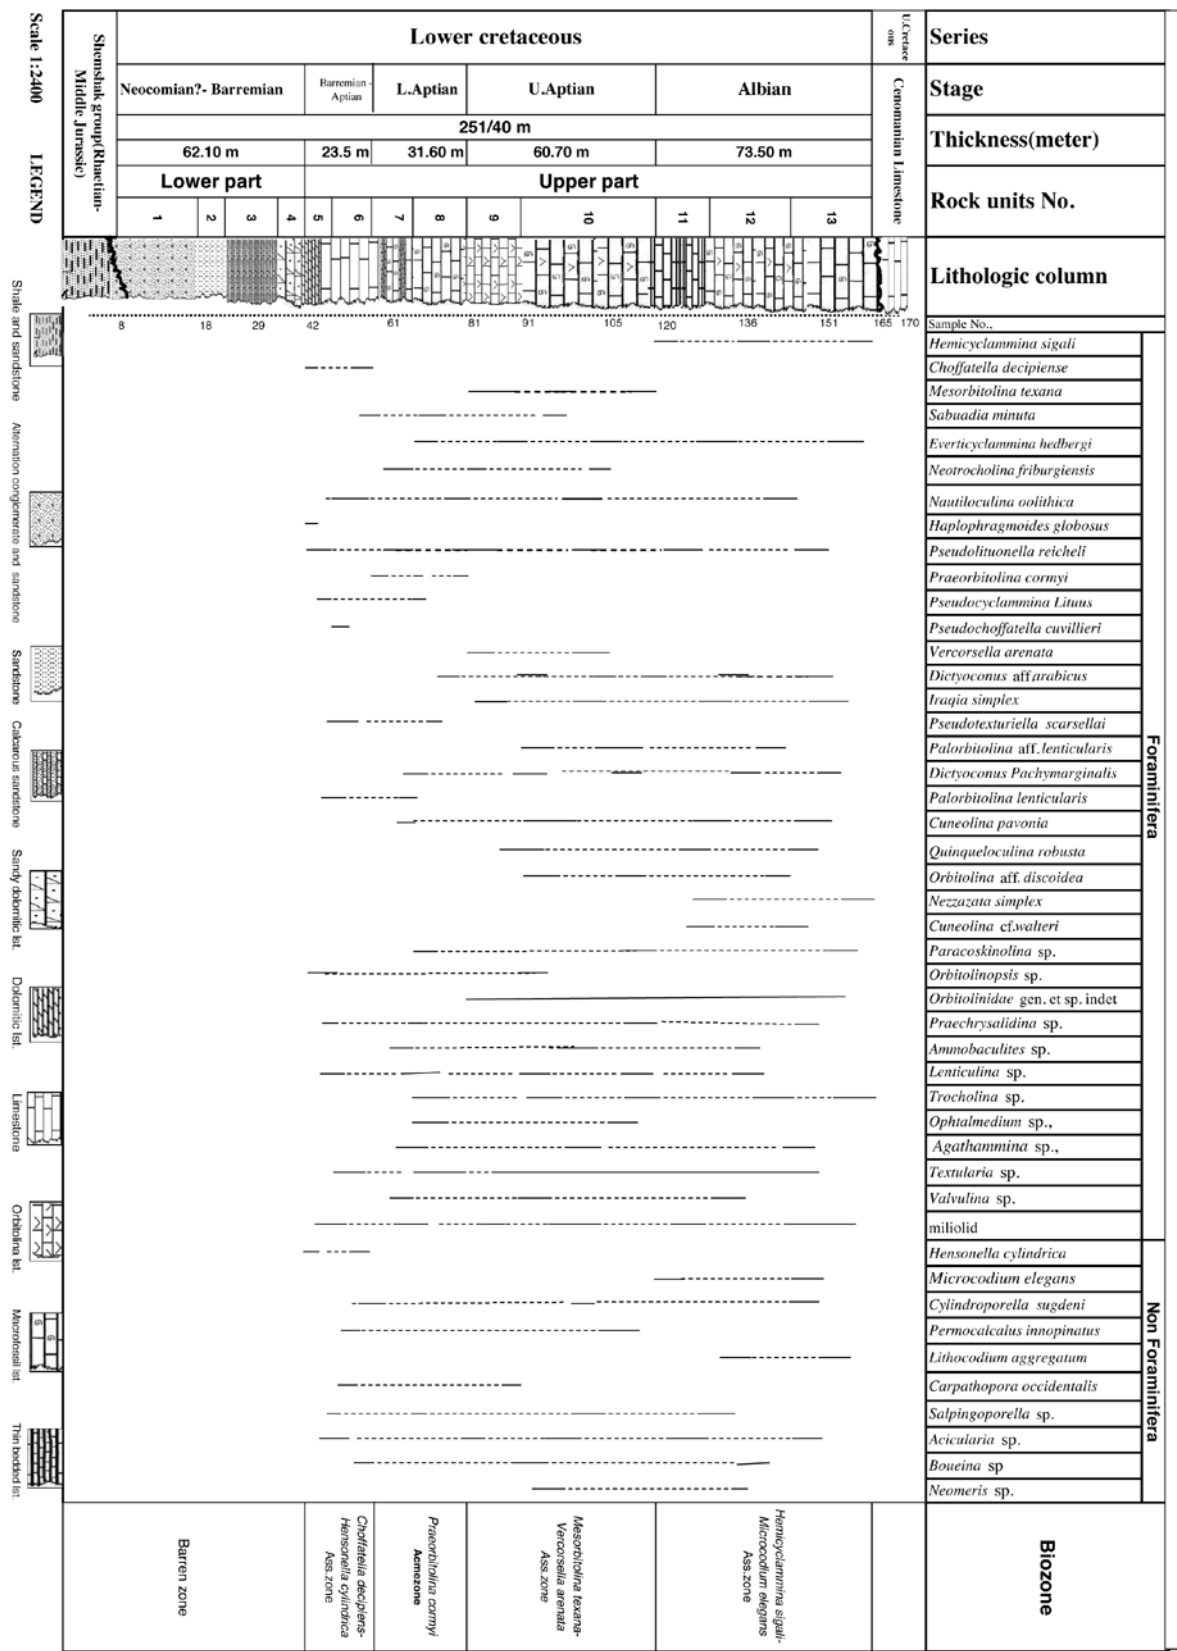 Lower cretaceous
U.Cretace
ous
Series
Shemshak group(Rhaetian-
Middle Jurassic)
Neocomian?- Barremian
Barremian -
Aptian
L.Aptian
U.Aptian
Albian
Cenomanian Limestone
Stage
251/40 m
62.10 m
23.5 m
31.60 m
60.70 m
73.50 m
Thickness(meter)
Lower part
Upper part
1 2 3 4 5 6 7 8 9 10 11 12 13
Rock units No.
Lithologic column
8 18 29 42 61 81 91 105 120 136 151 165 170
Sample No.,
Foraminifera
Hemicyclammina sigali
Choffatella decipiense
Mesorbitolina texana
Sabuadia minuta
Everticyclammina hedbergi
Neotrocholina friburgiensis
Nautiloculina oolithica
Haplophragmoides globosus
Pseudolituonella reicheli
Praeorbitolina cormyi
Pseudocyclammina Lituus
Pseudochoffatella cuvillieri
Vercorsella arenata
Dictyoconus aff.arabicus
Iraqia simplex
Pseudotexturiella scarsellai
Palorbitolina aff.lenticularis
Dictyoconus Pachymarginalis
Palorbitolina lenticularis
Cuneolina pavonia
Quinqueloculina robusta
Orbitolina aff.discoidea
Nezzazata simplex
Cuneolina cf.walteri
Paracoskinolina sp.
Orbitolinopsis sp.
Orbitolinidae gen. et sp. indet
Praechrysalidina sp.
Ammobaculites sp.
Lenticulina sp.
Trocholina sp.
Ophtalmedium sp.,
Agathammina sp.,
Textularia sp.
Valvulina sp.
miliolid
Non Foraminifera
Hensonella cylindrica
Microcodium elegans
Cylindroporella sugdeni
Permocalcalus innopinatus
Lithocodium aggregatum
Carpathopora occidentalis
Salpingoporella sp.
Acicularia sp.
Boueina sp
Neomeris sp.
Barren zone
Choffatella decipiens-
Hensonella cylindrica
Ass.zone
Praeorbitolina cormyi
Acmezone
Mesorbitolina texana-
Vercorsella arenata
Ass.zone
Hemicyclammina sigali-
Microcodium elegans
Ass.zone
Biozone
Scale 1:2400
LEGEND
Shale and sandstone
Alternation conglomerate and sandstone
Sandstone
Calcarous sandstone
Sandy dolomitic lst.
Dolomitic lst.
Limestone
Orbitolina lst.
Macrofossil lst.
Thin bedded lst.